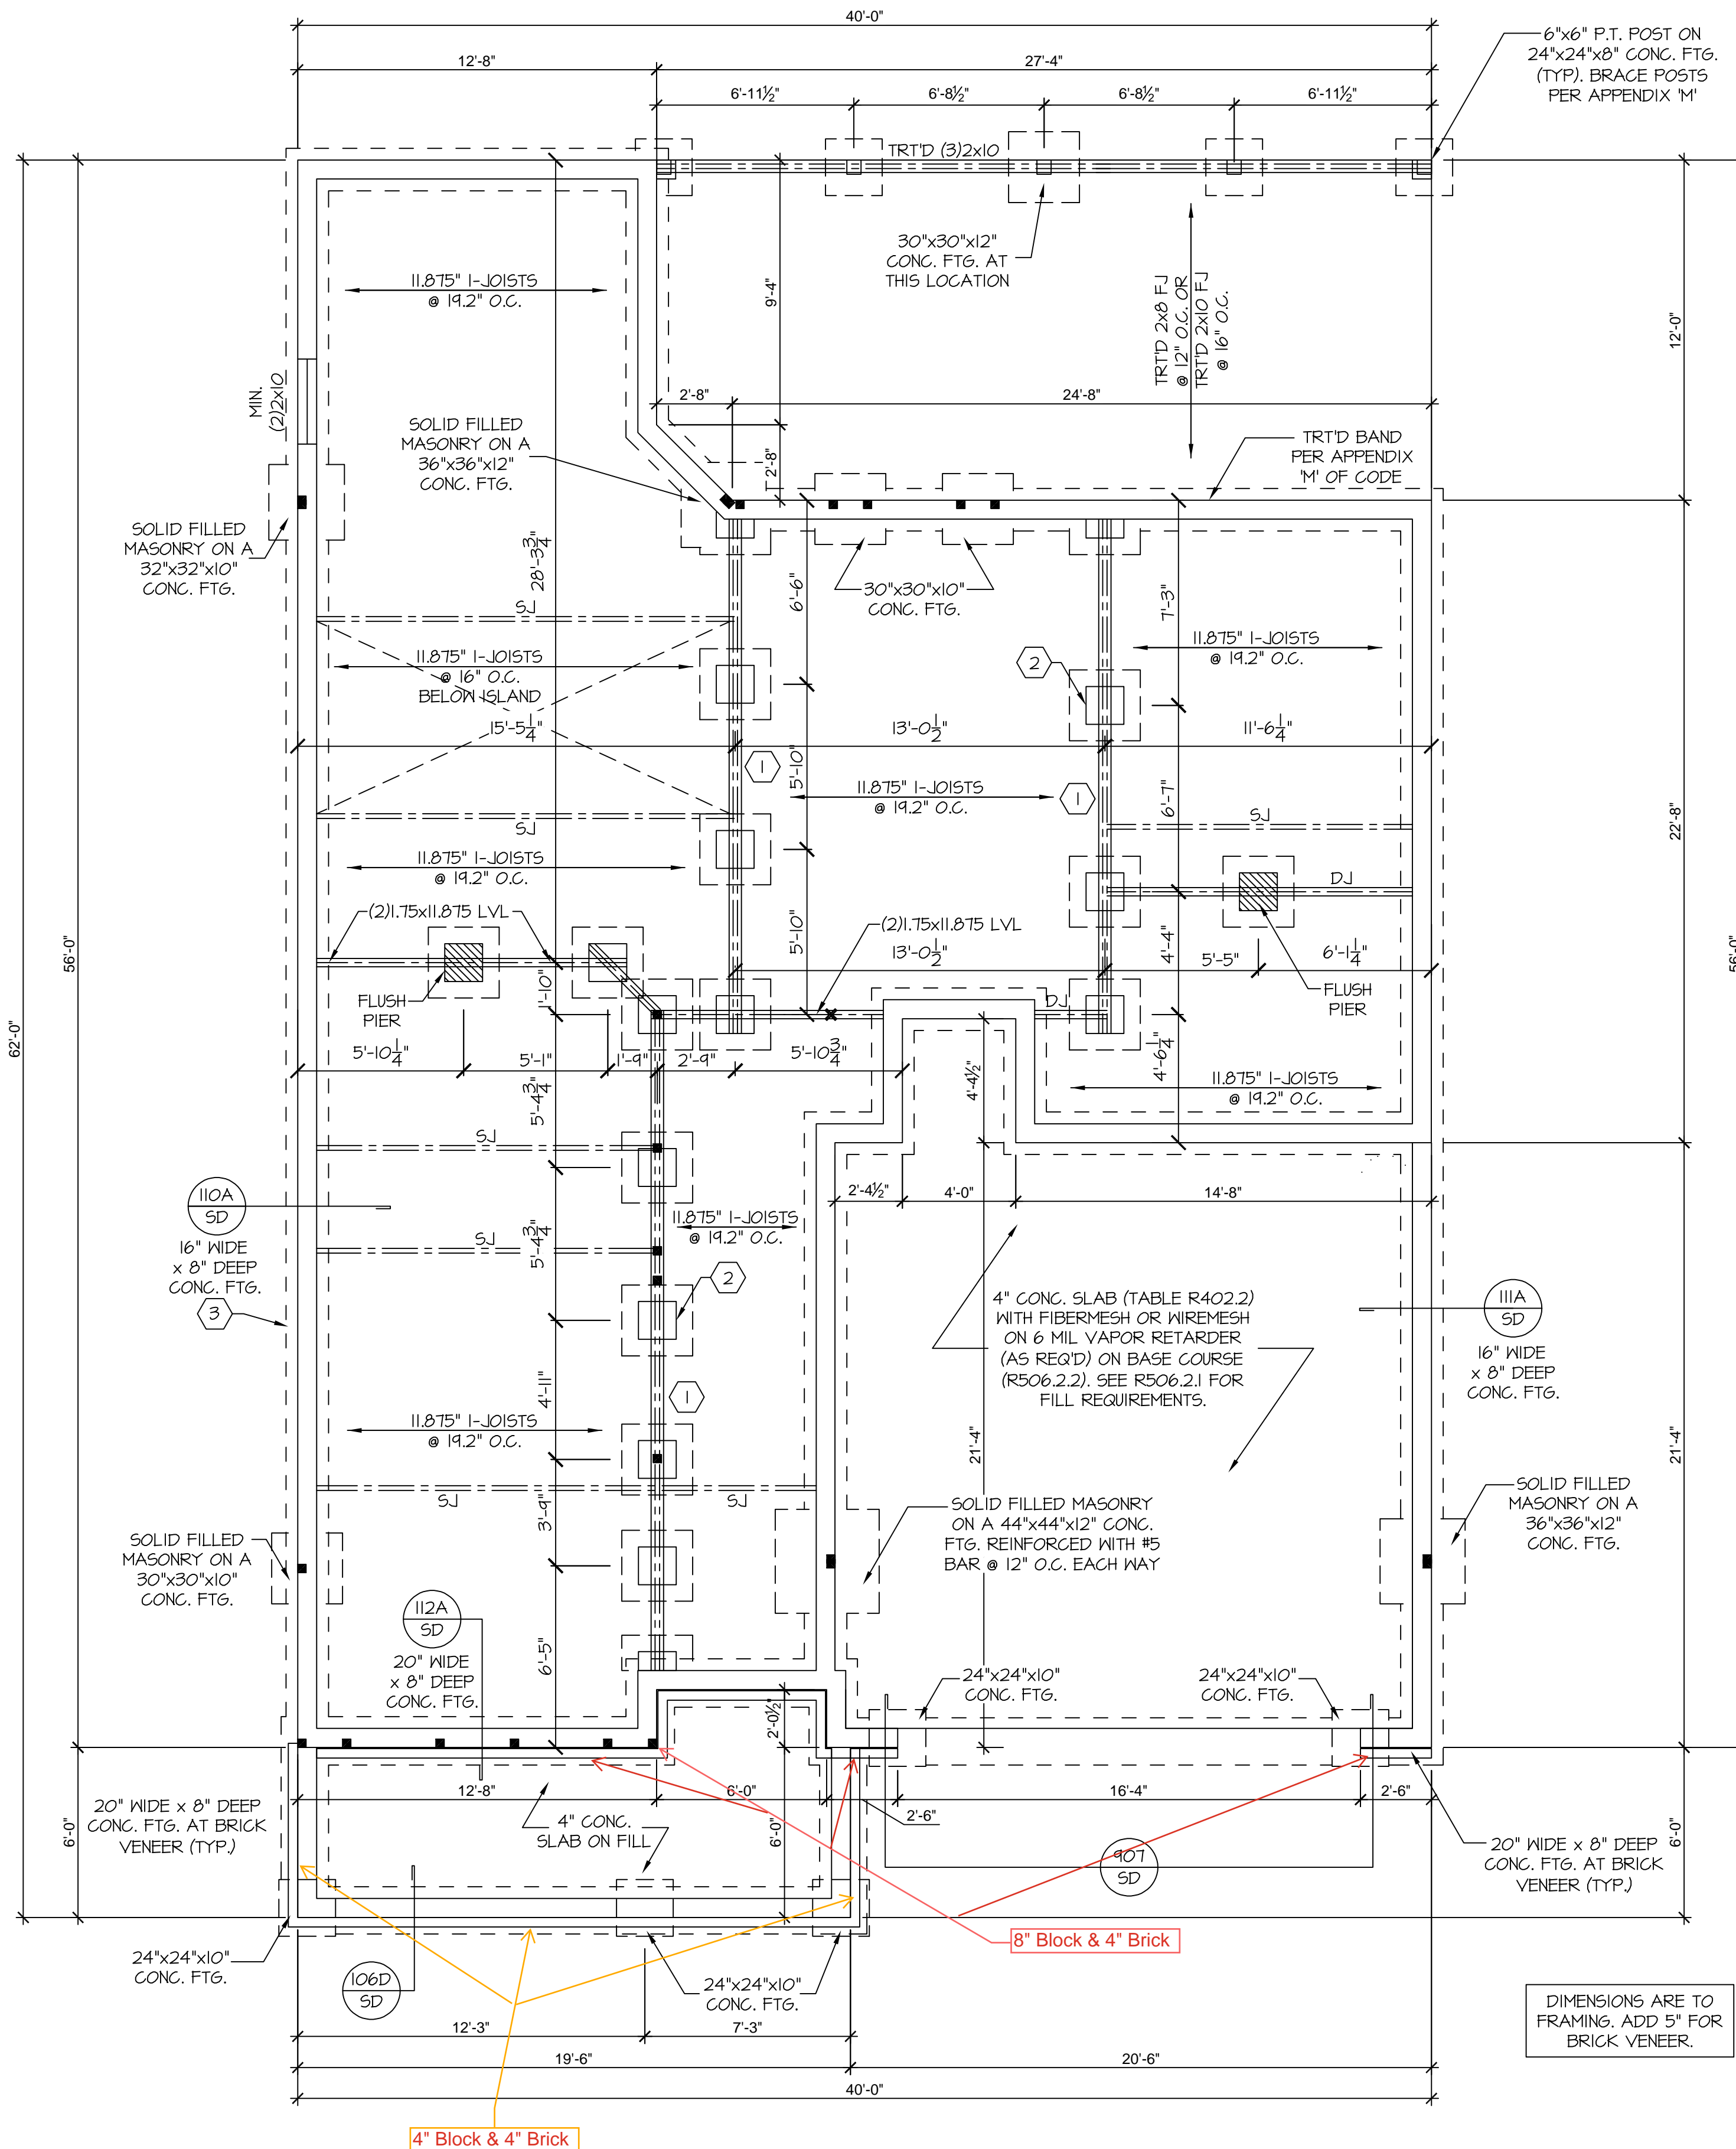 40'-0"
12'-8"
27'-4"
6'-11½"
6'-8½"
6'-8½"
6'-11½"
6"x6" P.T. POST ON
24"x24"x8" CONC. FTG.
(TYP). BRACE POSTS
PER APPENDIX 'M'
TRT'D (3)2x10
30"x30"x12"
CONC. FTG. AT
THIS LOCATION
11.875" I-JOISTS
@ 19.2" O.C.
9'-4"
TRT'D 2x8 FJ
@ 12" O.C. OR
TRT'D 2x10 FJ
@ 16" O.C.
12'-0"
MIN.
(2)2x10
2'-8"
24'-8"
SOLID FILLED
MASONRY ON A
36"x36"x12"
CONC. FTG.
2'-8"
TRT'D BAND
PER APPENDIX
'M' OF CODE
SOLID FILLED
MASONRY ON A
32"x32"x10"
CONC. FTG.
28'-3¾"
6'-6"
30"x30"x10"
CONC. FTG.
7'-3"
SJ
11.875" I-JOISTS
@ 16" O.C.
BELOW ISLAND
2
11.875" I-JOISTS
@ 19.2" O.C.
15'-5¼"
13'-0½"
11'-6¼"
1
5'-10"
11.875" I-JOISTS
@ 19.2" O.C.
1
6'-7"
22'-8"
SJ
SJ
11.875" I-JOISTS
@ 19.2" O.C.
DJ
(2)1.75x11.875 LVL
5'-10"
(2)1.75x11.875 LVL
13'-0½"
4'-4"
5'-5"
6'-1¼"
56'-0"
56'-0"
62'-0"
FLUSH
PIER
1'-10"
FLUSH
PIER
DJ
5'-10¼"
5'-1"
1'-9"
2'-9"
5'-10¾"
4'-6¼"
5'-4¾"
4'-4½"
11.875" I-JOISTS
@ 19.2" O.C.
SJ
110A
SD
16" WIDE
x 8" DEEP
CONC. FTG.
3
2'-4½"
4'-0"
14'-8"
SJ
5'-4¾"
11.875" I-JOISTS
@ 19.2" O.C.
2
4" CONC. SLAB (TABLE R402.2)
WITH FIBERMESH OR WIREMESH
ON 6 MIL VAPOR RETARDER
(AS REQ'D) ON BASE COURSE
(R506.2.2). SEE R506.2.1 FOR
FILL REQUIREMENTS.
111A
SD
16" WIDE
x 8" DEEP
CONC. FTG.
4'-11"
1
11.875" I-JOISTS
@ 19.2" O.C.
21'-4"
21'-4"
SJ
SJ
3'-9"
SOLID FILLED MASONRY
ON A 44"x44"x12" CONC.
FTG. REINFORCED WITH #5
BAR @ 12" O.C. EACH WAY
SOLID FILLED
MASONRY ON A
36"x36"x12"
CONC. FTG.
SOLID FILLED
MASONRY ON A
30"x30"x10"
CONC. FTG.
112A
SD
20" WIDE
x 8" DEEP
CONC. FTG.
6'-5"
24"x24"x10"
CONC. FTG.
24"x24"x10"
CONC. FTG.
2'-0½"
12'-8"
6'-0"
16'-4"
2'-6"
2'-6"
20" WIDE x 8" DEEP
CONC. FTG. AT BRICK
VENEER (TYP.)
6'-0"
4" CONC.
SLAB ON FILL
6'-0"
907
SD
20" WIDE x 8" DEEP
CONC. FTG. AT BRICK
VENEER (TYP.)
6'-0"
8" Block & 4" Brick
24"x24"x10"
CONC. FTG.
106D
SD
24"x24"x10"
CONC. FTG.
12'-3"
7'-3"
DIMENSIONS ARE TO
FRAMING. ADD 5" FOR
BRICK VENEER.
19'-6"
20'-6"
40'-0"
4" Block & 4" Brick